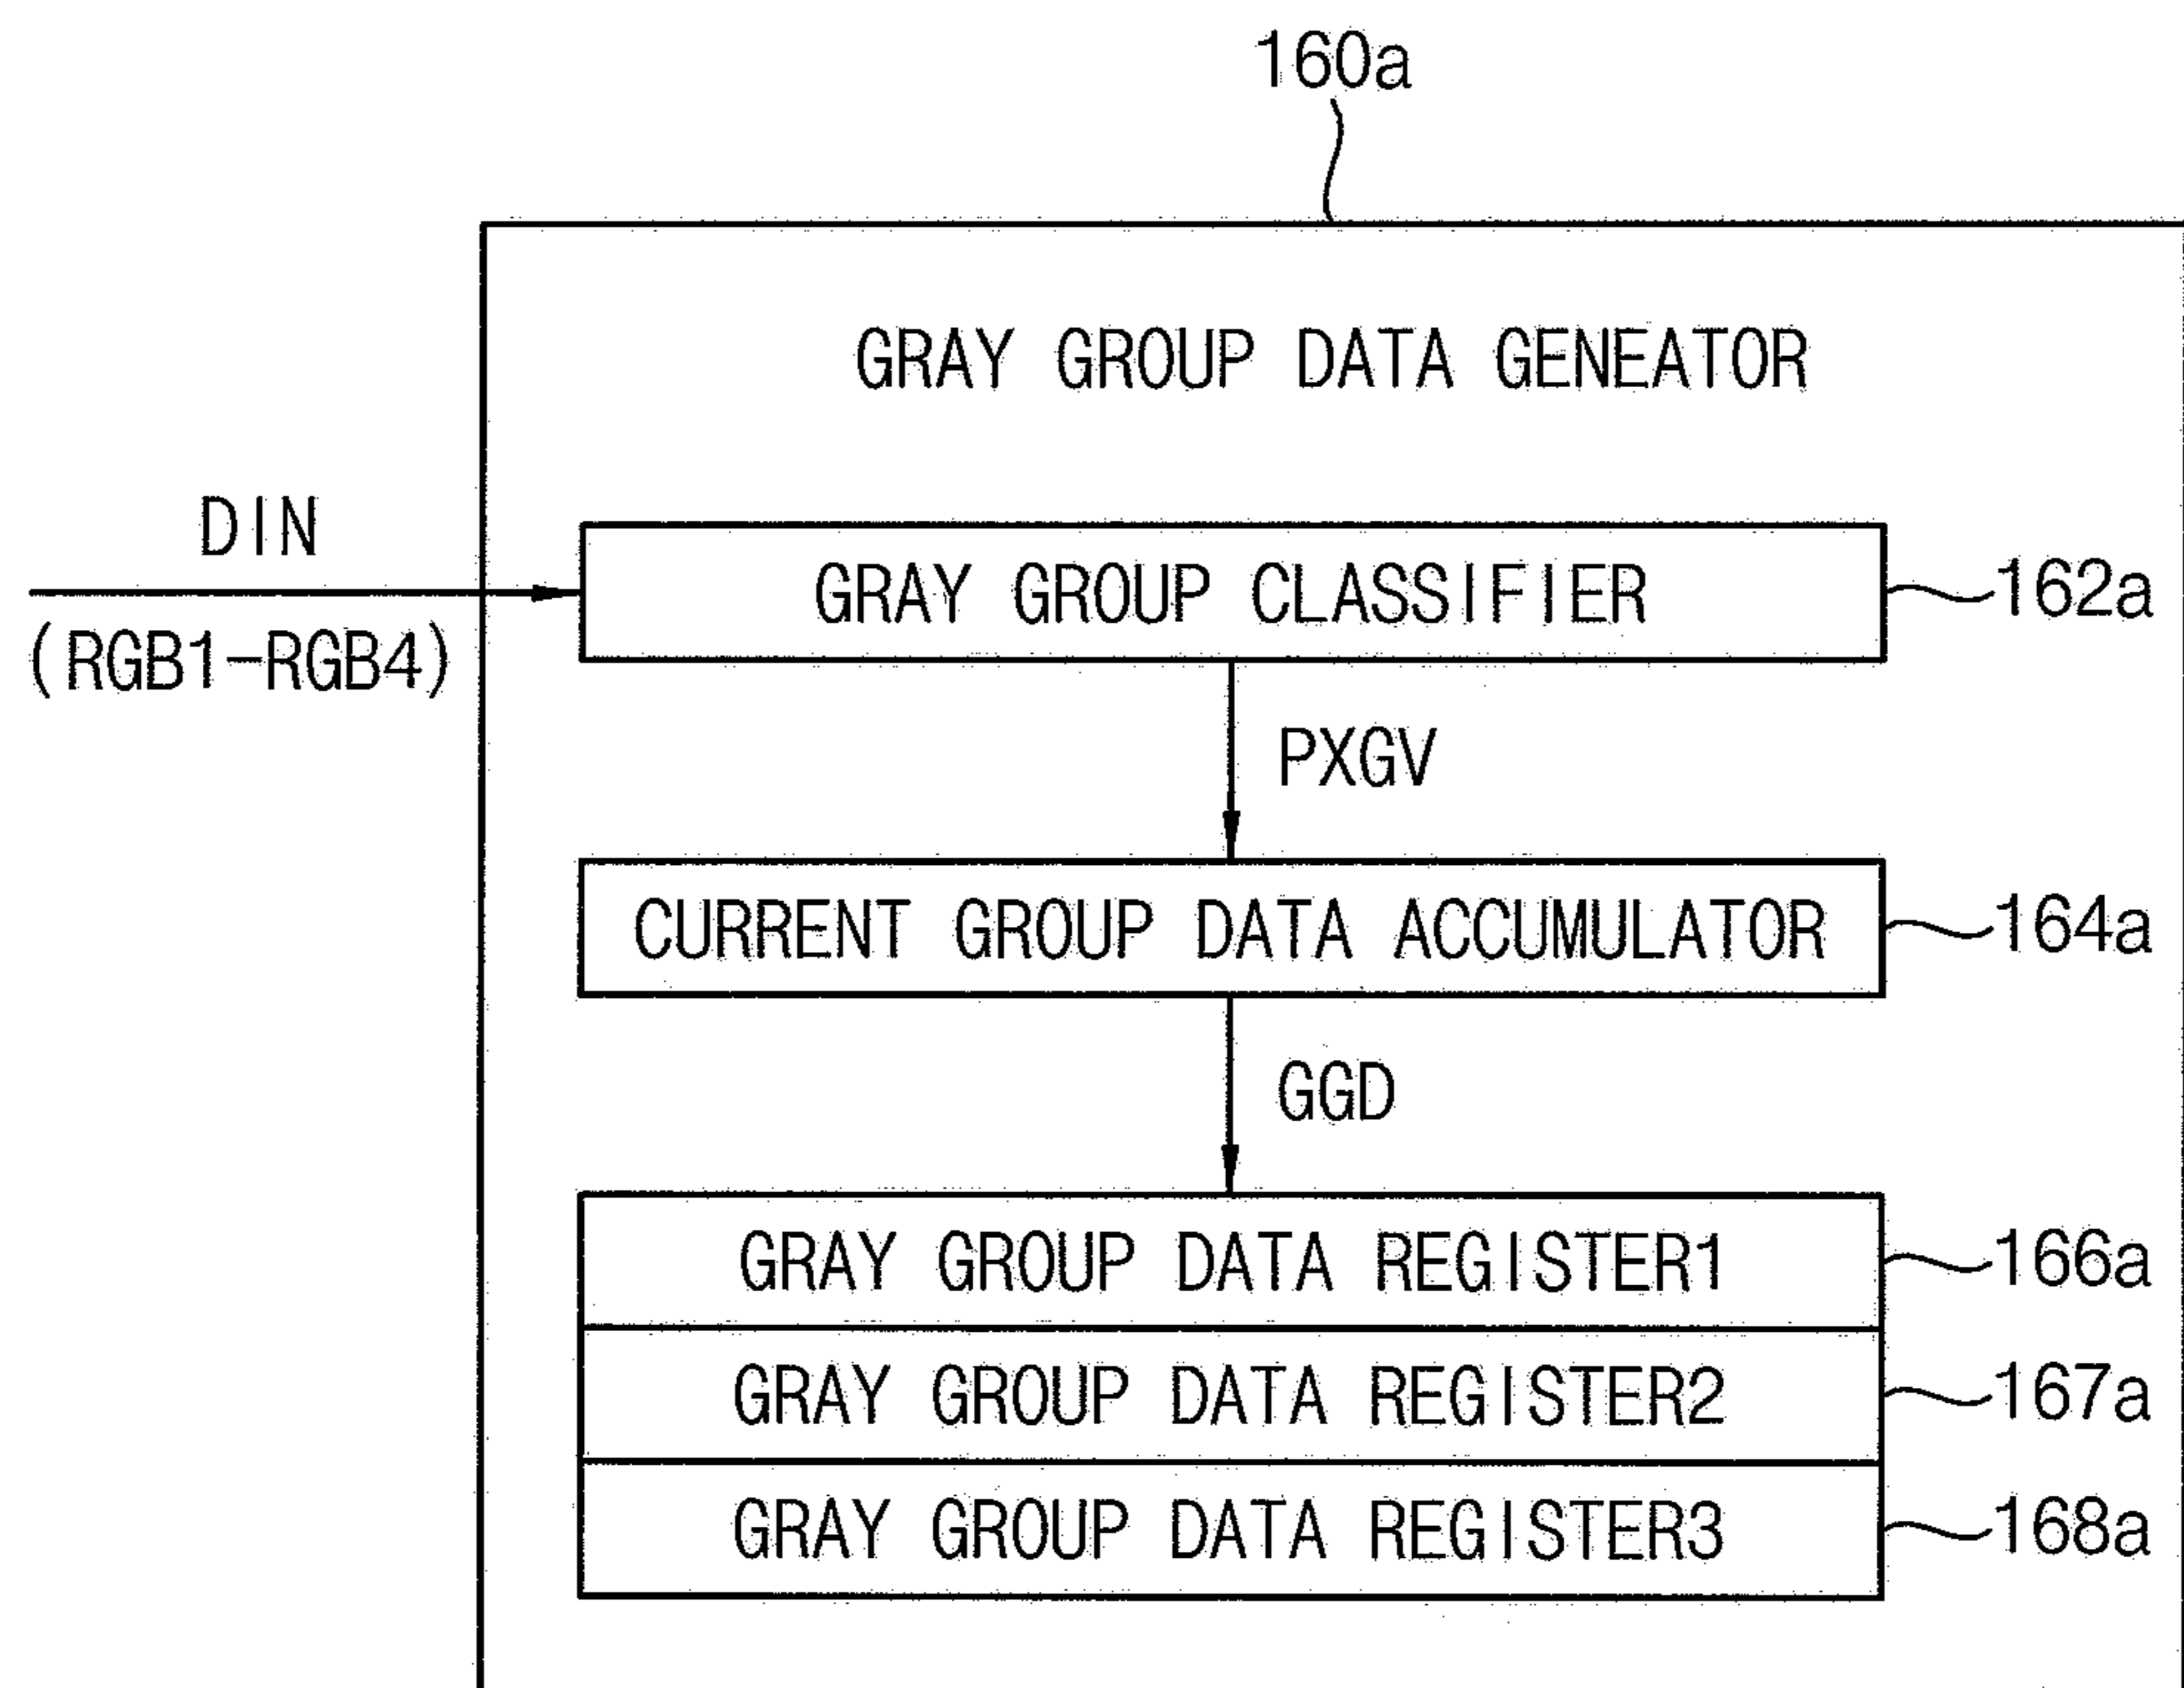 160a
GRAY GROUP DATA GENEATOR
DIN
(RGB1-RGB4)
GRAY GROUP CLASSIFIER
162a
PXGV
CURRENT GROUP DATA ACCUMULATOR
164a
GGD
GRAY GROUP DATA REGISTER1
166a
GRAY GROUP DATA REGISTER2
167a
GRAY GROUP DATA REGISTER3
168a